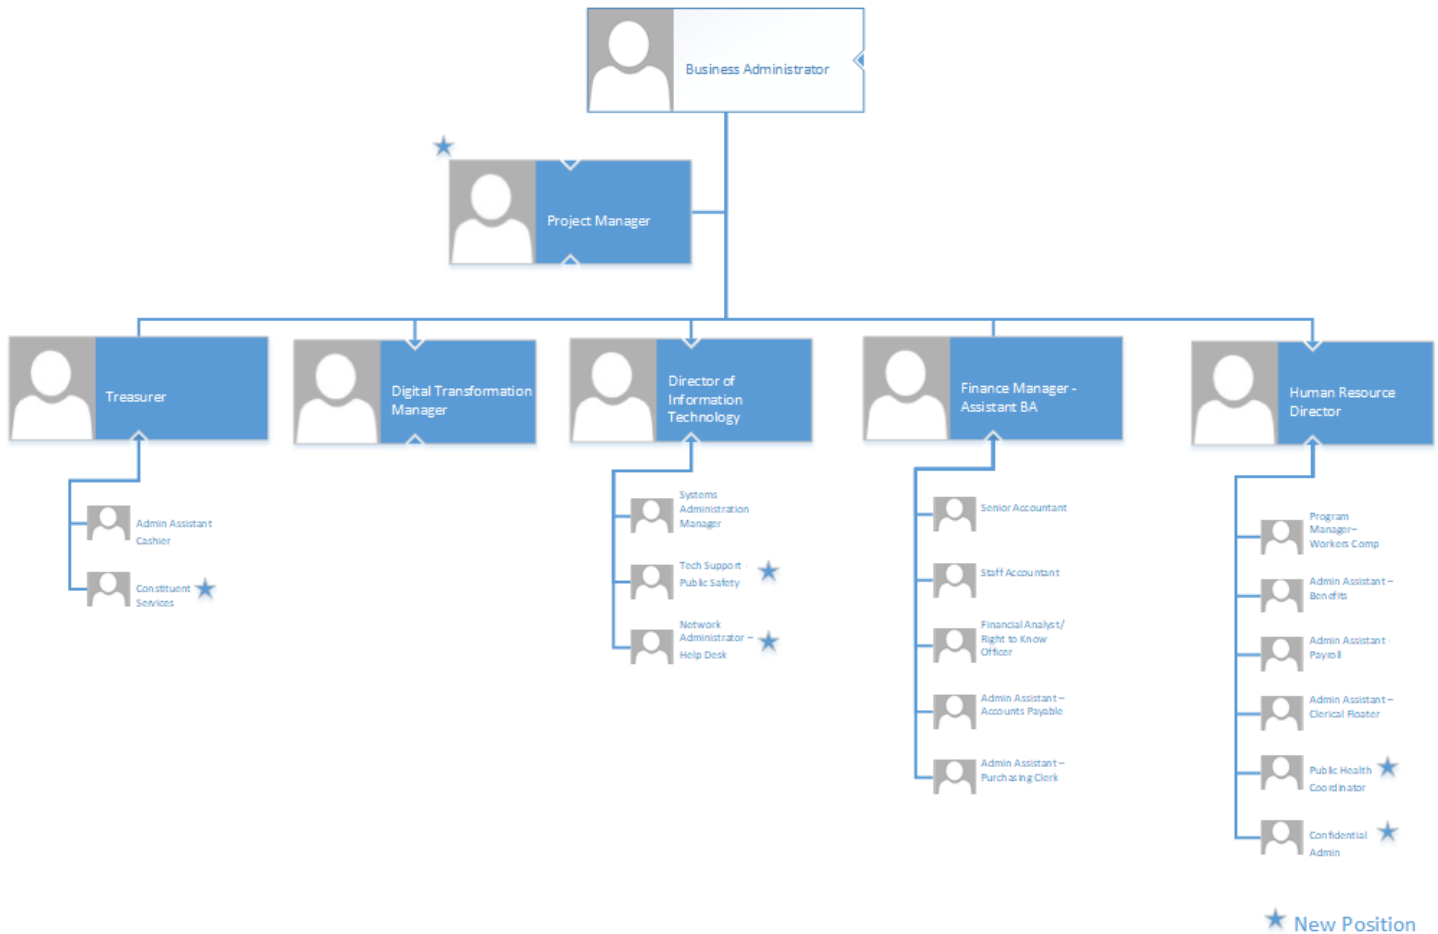 Business Administrator
Project Manager
Treasurer
Digital Transformation
Manager
Director of
Information
Technology
Finance Manager -
Assistant BA
Human Resource
Director
Admin Assistant
Cashier
Constituent
Services
Systems
Administration
Manager
Tech Support -
Public Safety
Network
Administrator –
Help Desk
Senior Accountant
Staff Accountant
Financial Analyst/
Right to Know
Officer
Admin Assistant –
Accounts Payable
Admin Assistant –
Purchasing Clerk
Program
Manager–
Workers Comp
Admin Assistant –
Benefits
Admin Assistant -
Payroll
Admin Assistant –
Clerical Floater
Public Health
Coordinator
Confidential
Admin
New Position